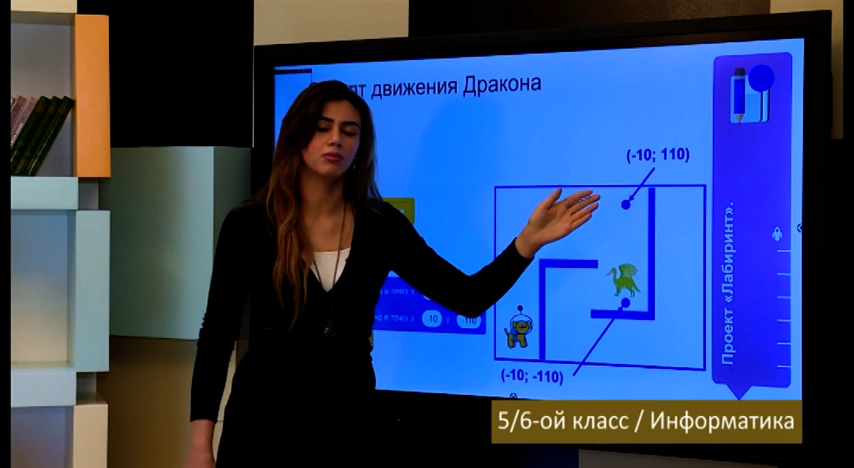 движения Дракона
(-10; 110)
-10
-110
(-10; -110)
Проект «Лабиринт».
5/6-ой класс / Информатика